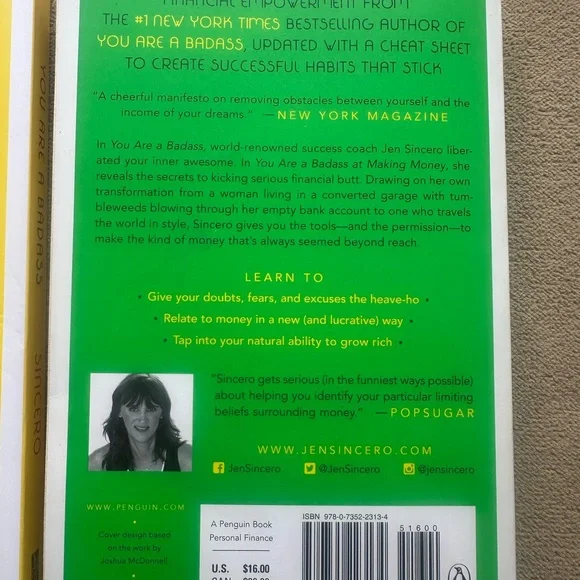 FINANCIAL EMPOWERMENT FROM
THE #1 NEW YORK TIMES BESTSELLING AUTHOR OF
YOU ARE A BADASS, UPDATED WITH A CHEAT SHEET
TO CREATE SUCCESSFUL HABITS THAT STICK
"A cheerful manifesto on removing obstacles between yourself and the
income of your dreams." —NEW YORK MAGAZINE
In You Are a Badass, world-renowned success coach Jen Sincero liber-
ated your inner awesome. In You Are a Badass at Making Money, she
reveals the secrets to kicking serious financial butt. Drawing on her own
transformation from a woman living in a converted garage with tum-
bleweeds blowing through her empty bank account to one who travels
the world in style, Sincero gives you the tools—and the permission—to
make the kind of money that's always seemed beyond reach.
LEARN TO
• Give your doubts, fears, and excuses the heave-ho •
• Relate to money in a new (and lucrative) way •
• Tap into your natural ability to grow rich •
"Sincero gets serious (in the funniest ways possible)
about helping you identify your particular limiting
beliefs surrounding money." —POPSUGAR
WWW.JENSINCERO.COM
JenSincero @JenSincero @jensincero
WWW.PENGUIN.COM
Cover design based
on the work by
Joshua McDonnell
A Penguin Book
Personal Finance
U.S. $16.00
CAN.
ISBN 978-0-7352-2313-4
51600
YOU ARE A BADASS
SINCERO